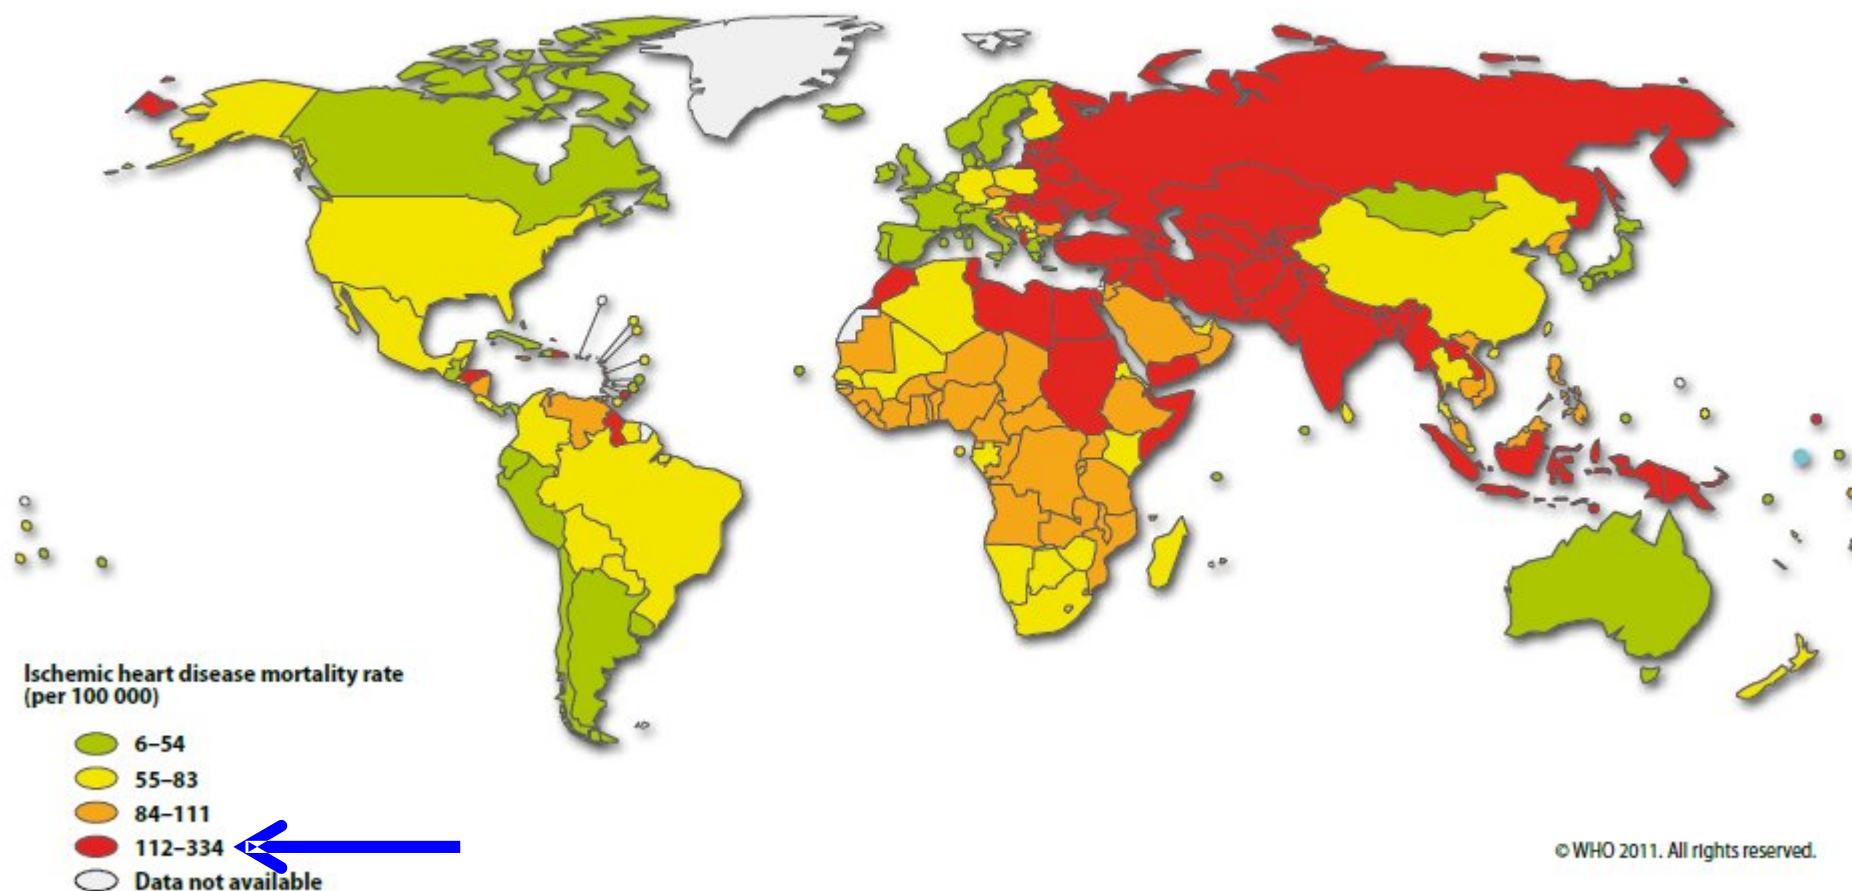 Ischemic heart disease mortality rate
(per 100 000)
6–54
55–83
84–111
112–334
Data not available
© WHO 2011. All rights reserved.